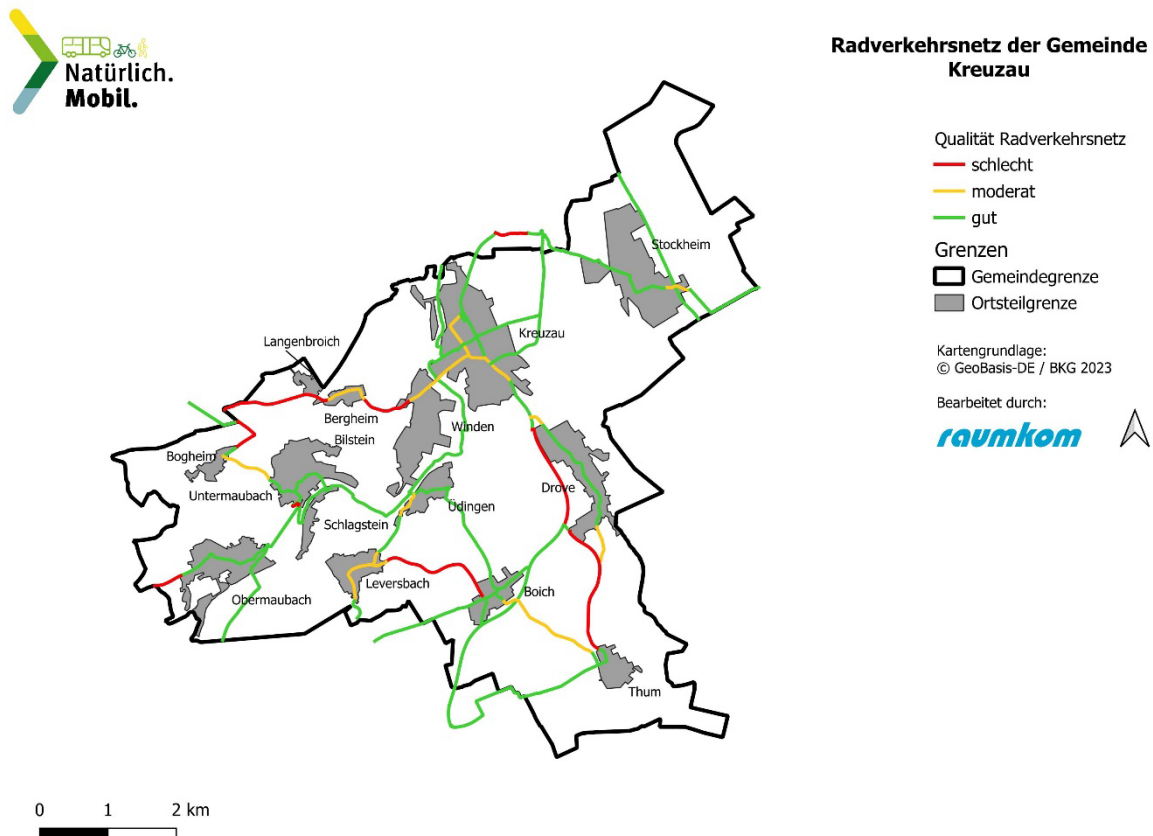 Natürlich.
Mobil.
Radverkehrsnetz der Gemeinde
Kreuzau
Qualität Radverkehrsnetz
schlecht
moderat
gut
Grenzen
Gemeindegrenze
Ortsteilgrenze
Kartengrundlage:
© GeoBasis-DE / BKG 2023
Bearbeitet durch:
raumkom
Stockheim
Kreuzau
Langenbroich
Bergheim
Winden
Bilstein
Bogheim
Untermaubach
Drove
Üdingen
Schlagstein
Leversbach
Boich
Obermaubach
Thum
0 1 2 km